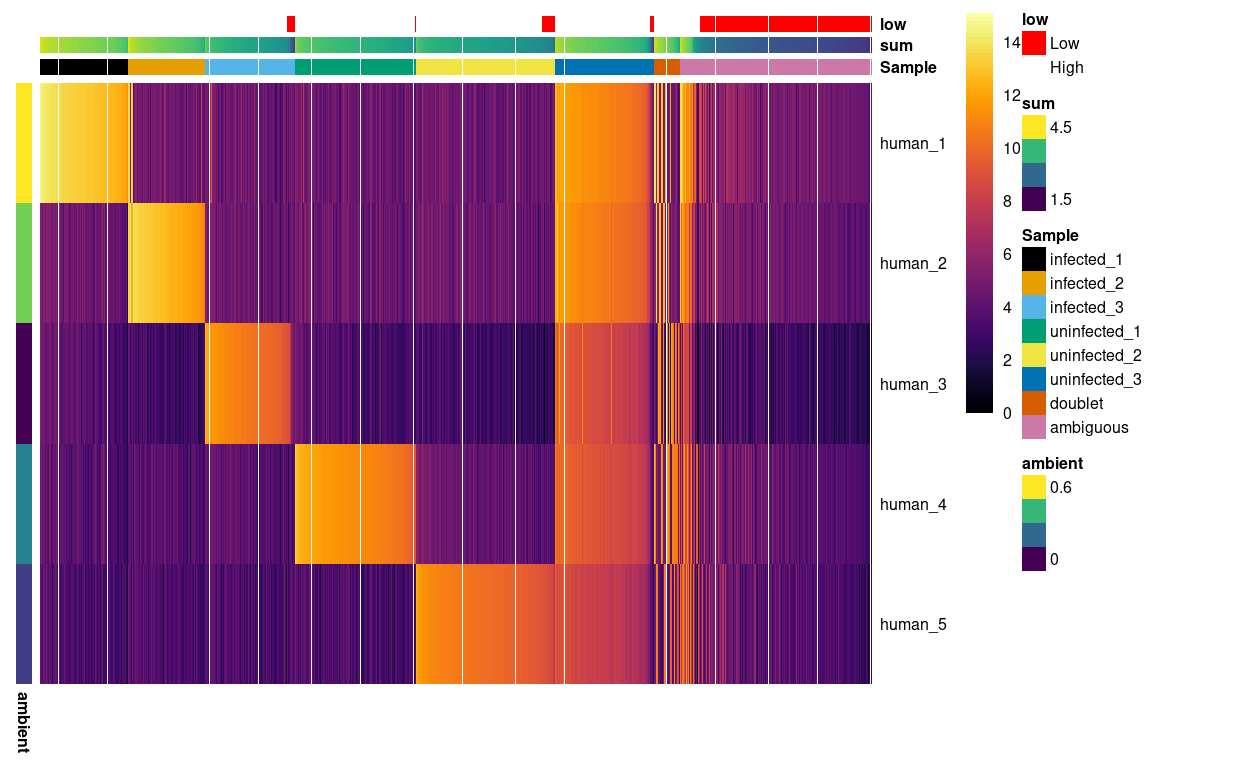 low
sum
Sample
human_1
human_2
human_3
human_4
human_5
ambient
14
12
10
8
6
4
2
0
low
Low
High
sum
4.5
1.5
Sample
infected_1
infected_2
infected_3
uninfected_1
uninfected_2
uninfected_3
doublet
ambiguous
ambient
0.6
0